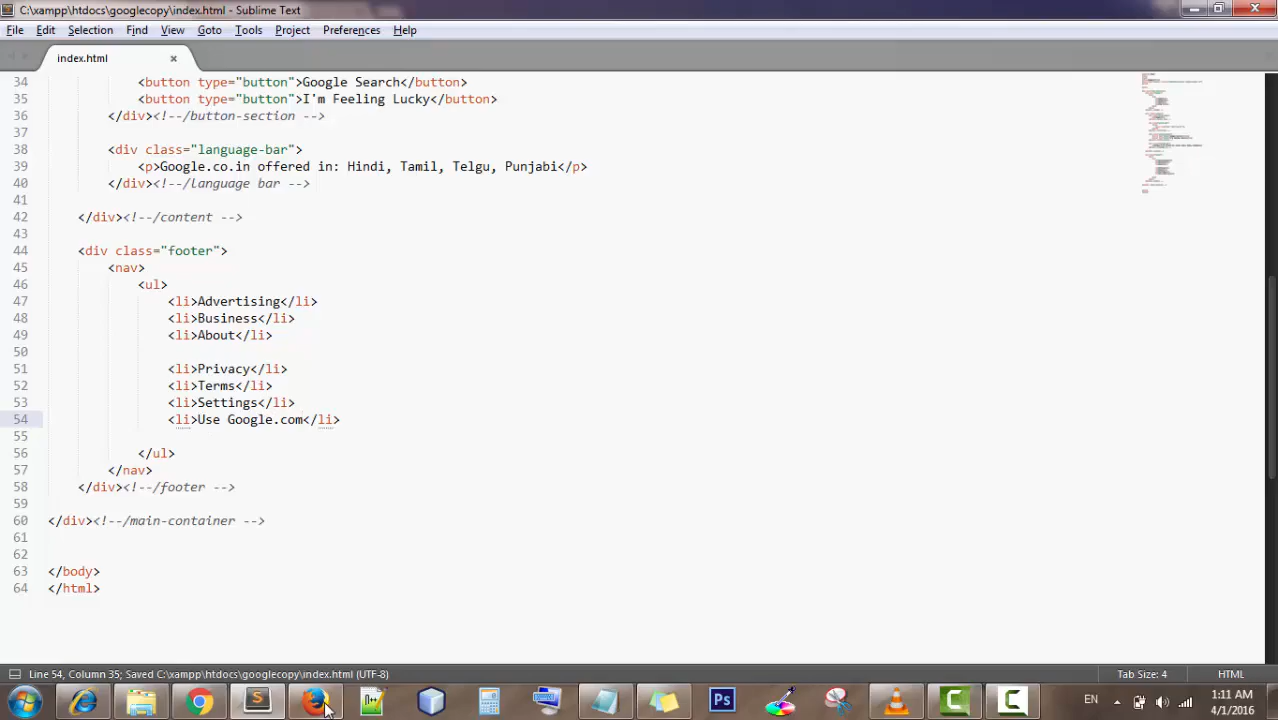 C:\xampp\htdocs\googlecopy\index.html - Sublime Text
File Edit Selection Find View Goto Tools Project Preferences Help
index.html
34 <button type="button">Google Search</button>
35 <button type="button">I'm Feeling Lucky</button>
36 </div><!--/button-section -->
37
38 <div class="language-bar">
39 <p>Google.co.in offered in: Hindi, Tamil, Telgu, Punjabi</p>
40 </div><!--/language bar -->
41
42 </div><!--/content -->
43
44 <div class="footer">
45 <nav>
46 <ul>
47 <li>Advertising</li>
48 <li>Business</li>
49 <li>About</li>
50
51 <li>Privacy</li>
52 <li>Terms</li>
53 <li>Settings</li>
54 <li>Use Google.com</li>
55
56 </ul>
57 </nav>
58 </div><!--/footer -->
59
60 </div><!--/main-container -->
61
62
63 </body>
64 </html>
Line 54, Column 35; Saved C:\xampp\htdocs\googlecopy\index.html (UTF-8) Tab Size: 4 HTML
Ps EN 1:11 AM
4/1/2016